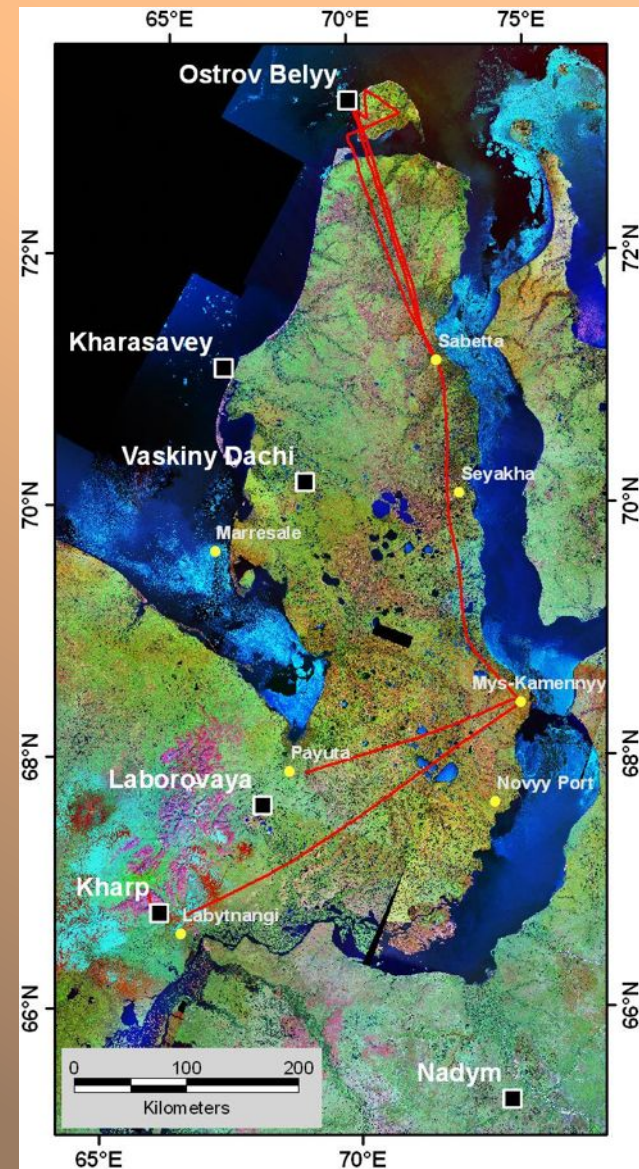 65°E 70°E 75°E
Ostrov Belyy
72°N 72°N
Sabetta
Kharasavey
Vaskiny Dachi
Seyakha
70°N 70°N
Marresale
Mys-Kamennyy
Payuta
68°N 68°N
Laborovaya
Novyy Port
Kharp
Labytnangi
66°N 66°N
0 100 200
Kilometers
Nadym
65°E 70°E 75°E